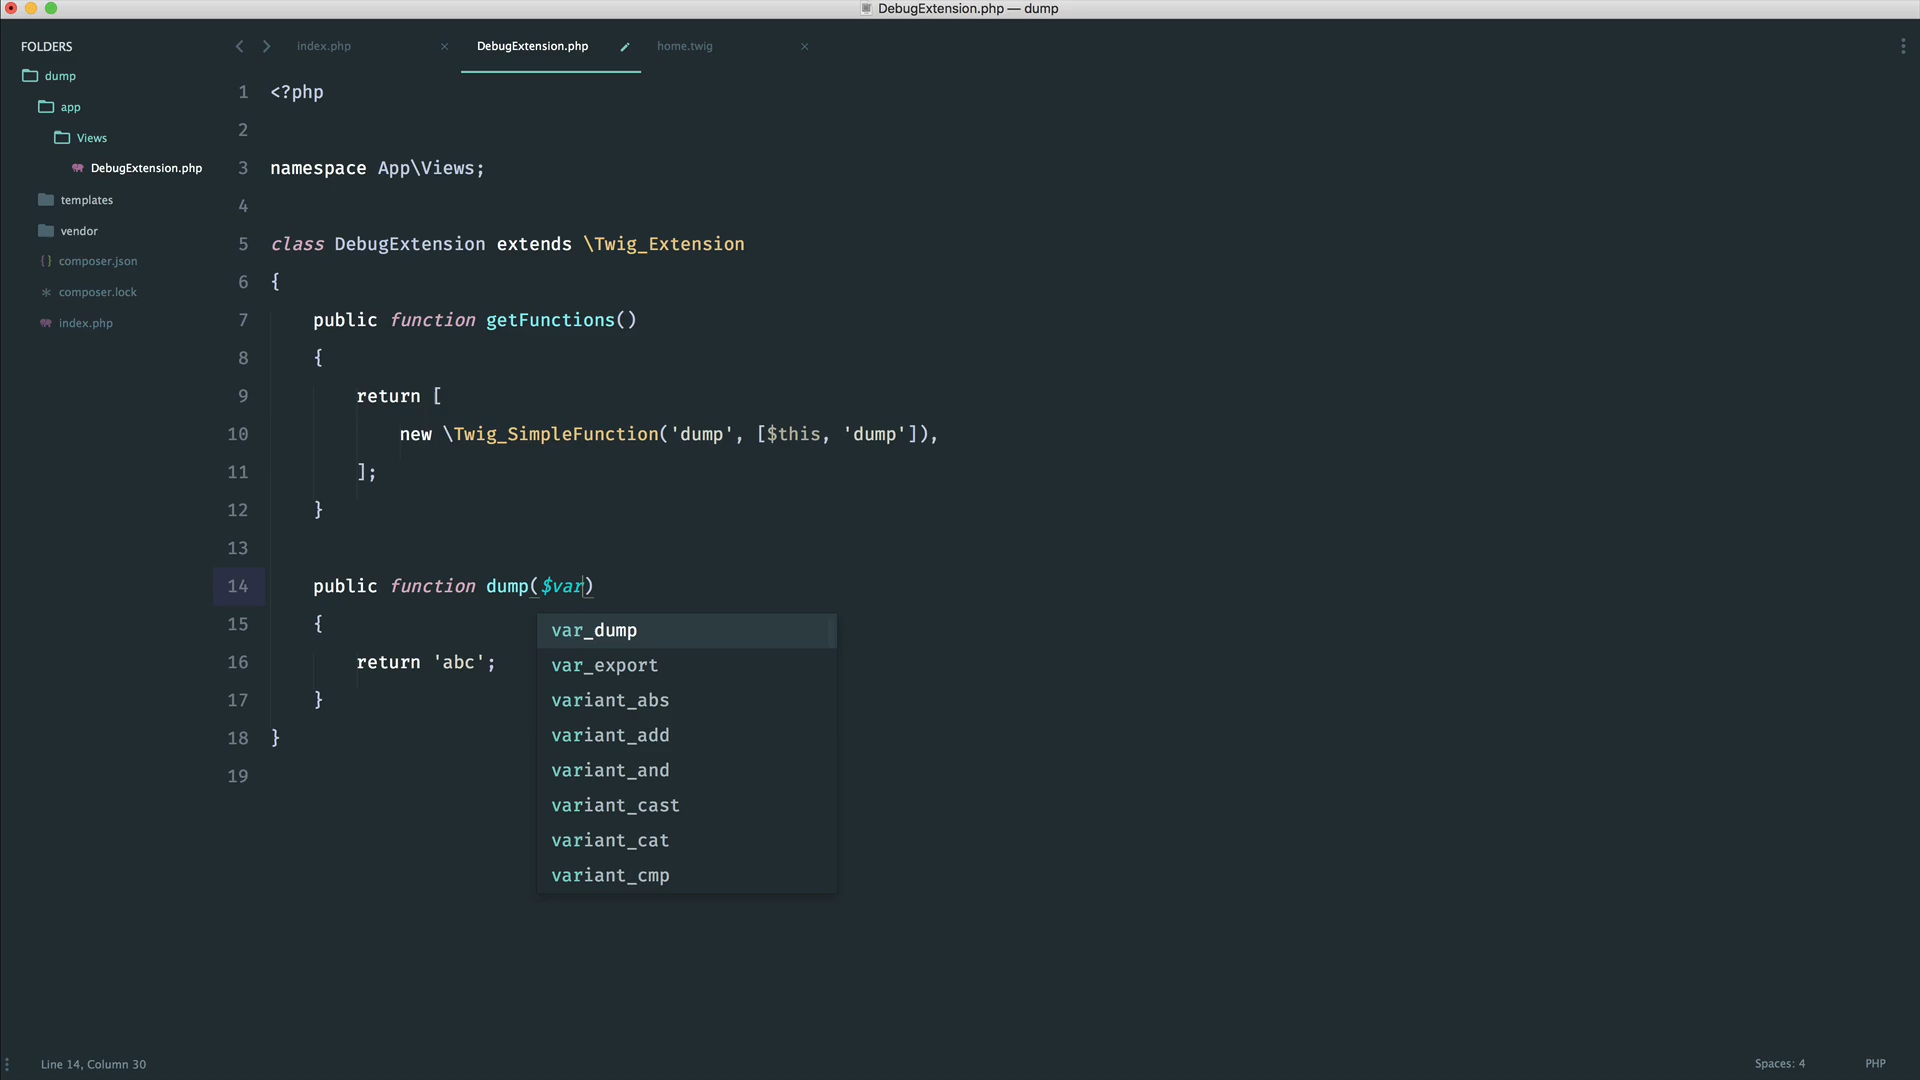 DebugExtension.php — dump
FOLDERS
dump
app
Views
DebugExtension.php
templates
vendor
composer.json
composer.lock
index.php
index.php
DebugExtension.php
home.twig
1 <?php
2
3 namespace App\Views;
4
5 class DebugExtension extends \Twig_Extension
6 {
7 public function getFunctions()
8 {
9 return [
10 new \Twig_SimpleFunction('dump', [$this, 'dump']),
11 ];
12 }
13
14 public function dump($var)
15 {
16 return 'abc';
17 }
18 }
19
var_dump
var_export
variant_abs
variant_add
variant_and
variant_cast
variant_cat
variant_cmp
Line 14, Column 30
Spaces: 4
PHP